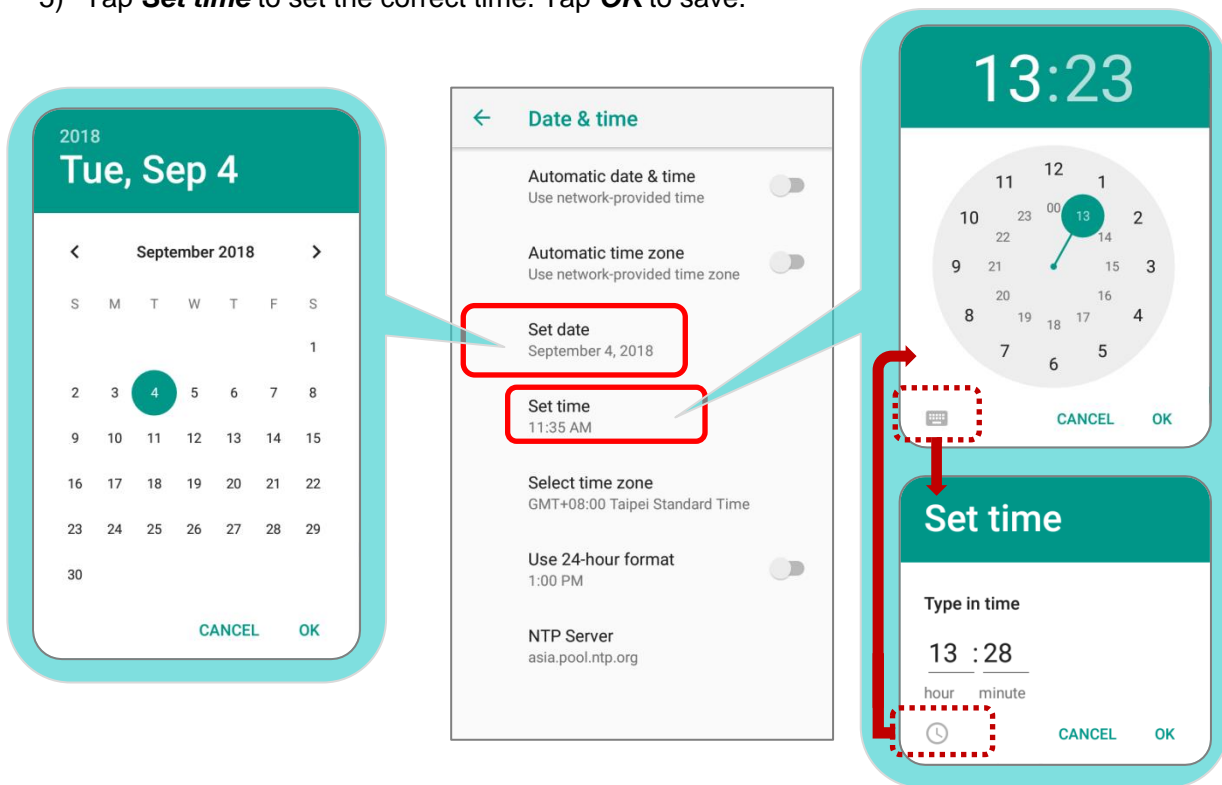 5) Tap Set time to set the correct time. Tap OK to save.
2018
Tue, Sep 4
September 2018
S M T W T F S
1
2 3 4 5 6 7 8
9 10 11 12 13 14 15
16 17 18 19 20 21 22
23 24 25 26 27 28 29
30
CANCEL OK
Date & time
Automatic date & time
Use network-provided time
Automatic time zone
Use network-provided time zone
Set date
September 4, 2018
Set time
11:35 AM
Select time zone
GMT+08:00 Taipei Standard Time
Use 24-hour format
1:00 PM
NTP Server
asia.pool.ntp.org
13:23
12
11 1
00
10 23 13 2
22 14
9 21 15 3
20 16
8 19 18 17 4
7 5
6
CANCEL OK
Set time
Type in time
13 : 28
hour minute
CANCEL OK